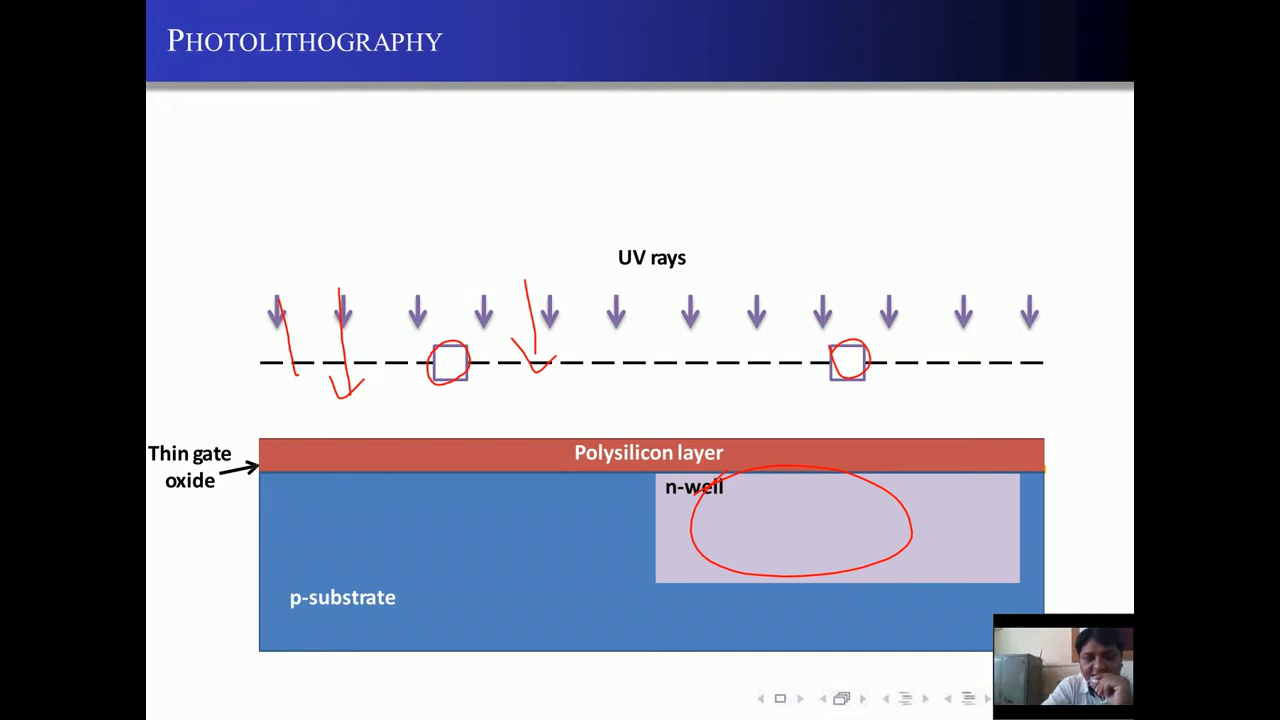 PHOTOLITHOGRAPHY
UV rays
Thin gate
oxide
Polysilicon layer
n-well
p-substrate